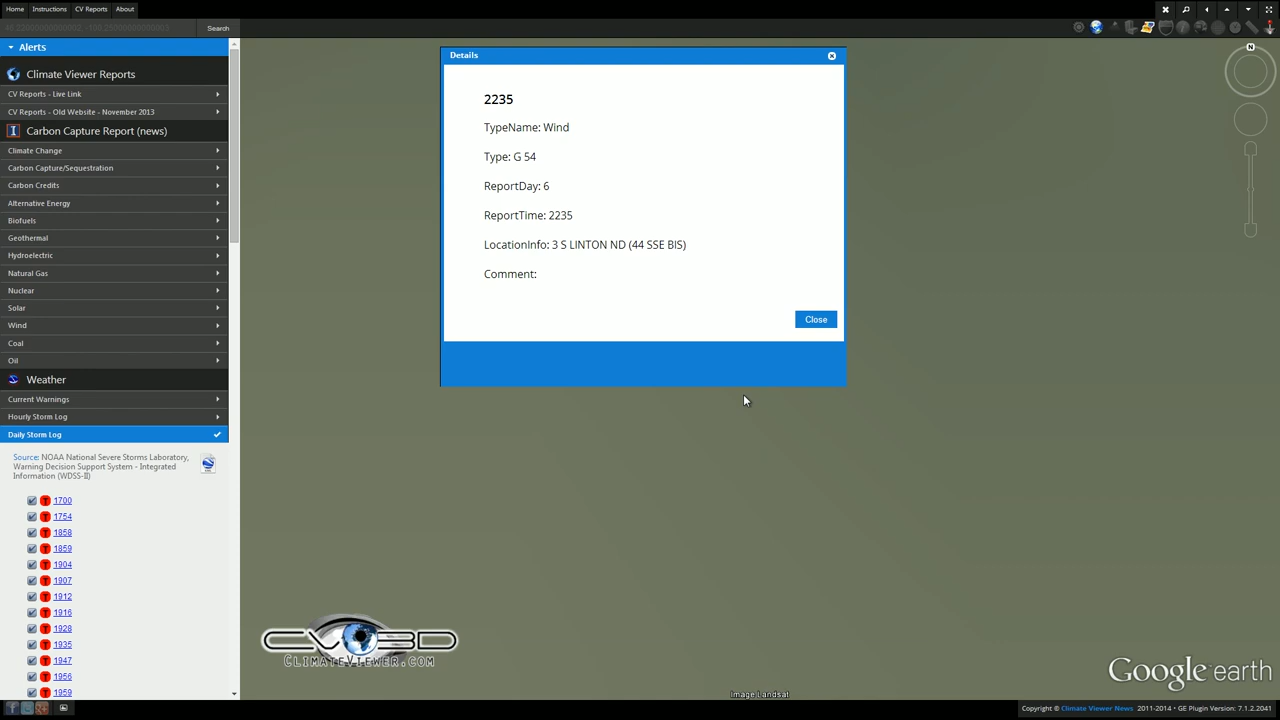 Home Instructions CV Reports About
Search
Alerts
Climate Viewer Reports
CV Reports - Live Link
CV Reports - Old Website - November 2013
Carbon Capture Report (news)
Climate Change
Carbon Capture/Sequestration
Carbon Credits
Alternative Energy
Biofuels
Geothermal
Hydroelectric
Natural Gas
Nuclear
Solar
Wind
Coal
Oil
Weather
Current Warnings
Hourly Storm Log
Daily Storm Log
Source: NOAA National Severe Storms Laboratory,
Warning Decision Support System - Integrated
Information (WDSS-II)
T 1700
T 1754
T 1858
T 1859
T 1904
T 1907
T 1912
T 1916
T 1928
T 1935
T 1947
T 1956
T 1959
Details
2235
TypeName: Wind
Type: G 54
ReportDay: 6
ReportTime: 2235
LocationInfo: 3 S LINTON ND (44 SSE BIS)
Comment:
Close
N
CV3D
CLIMATEVIEWER.COM
Google earth
Image Landsat
Copyright © Climate Viewer News 2011-2014 • GE Plugin Version: 7.1.2.2041